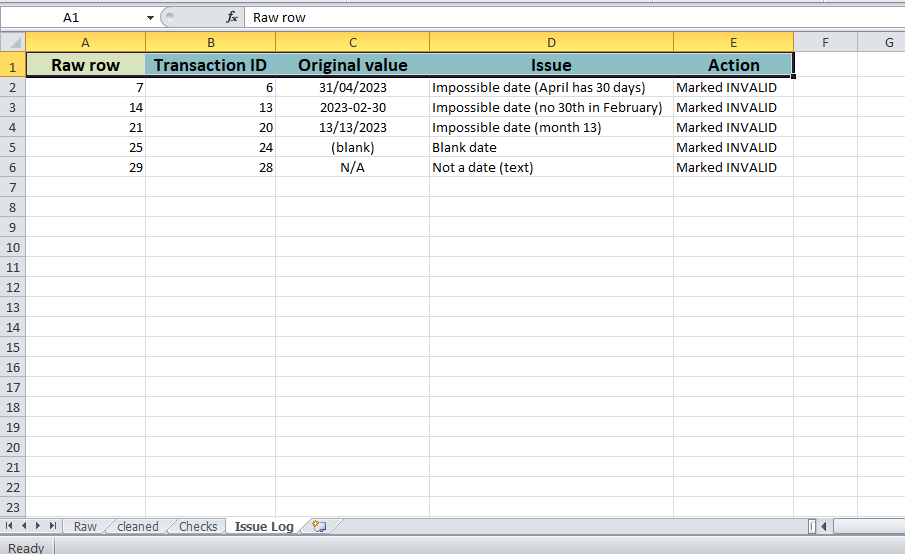 A1 fx Raw row
A B C D E F G
1 Raw row Transaction ID Original value Issue Action
2 7 6 31/04/2023 Impossible date (April has 30 days) Marked INVALID
3 14 13 2023-02-30 Impossible date (no 30th in February) Marked INVALID
4 21 20 13/13/2023 Impossible date (month 13) Marked INVALID
5 25 24 (blank) Blank date Marked INVALID
6 29 28 N/A Not a date (text) Marked INVALID
7
8
9
10
11
12
13
14
15
16
17
18
19
20
21
22
23
Raw cleaned Checks Issue Log
Ready